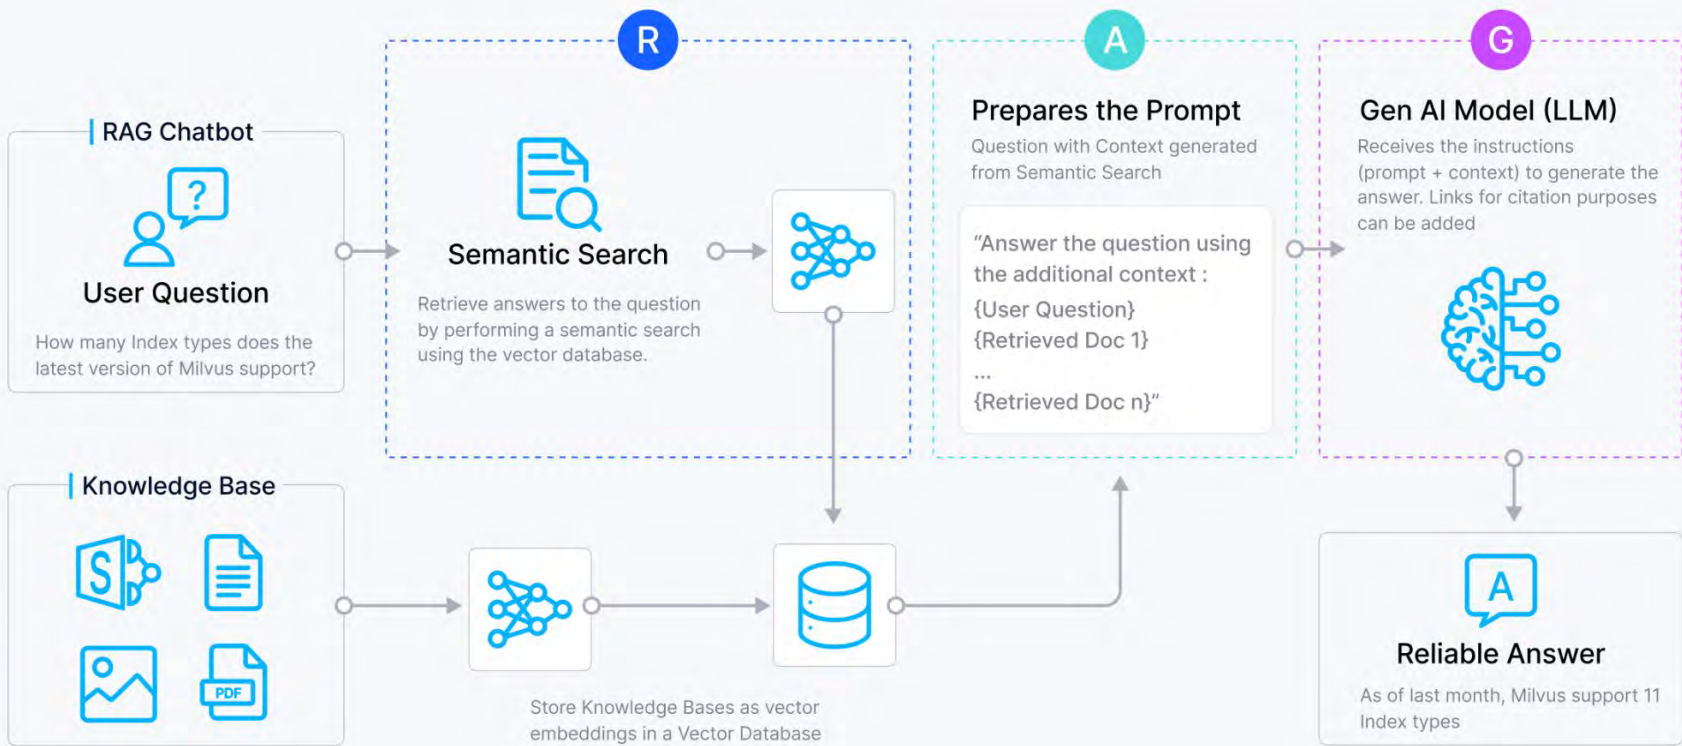 R
A
G
RAG Chatbot
?
User Question
How many Index types does the
latest version of Milvus support?
Semantic Search
Retrieve answers to the question
by performing a semantic search
using the vector database.
Prepares the Prompt
Question with Context generated
from Semantic Search
“Answer the question using
the additional context :
{User Question}
{Retrieved Doc 1}
...
{Retrieved Doc n}”
Gen AI Model (LLM)
Receives the instructions
(prompt + context) to generate the
answer. Links for citation purposes
can be added
Knowledge Base
S
PDF
Store Knowledge Bases as vector
embeddings in a Vector Database
A
Reliable Answer
As of last month, Milvus support 11
Index types